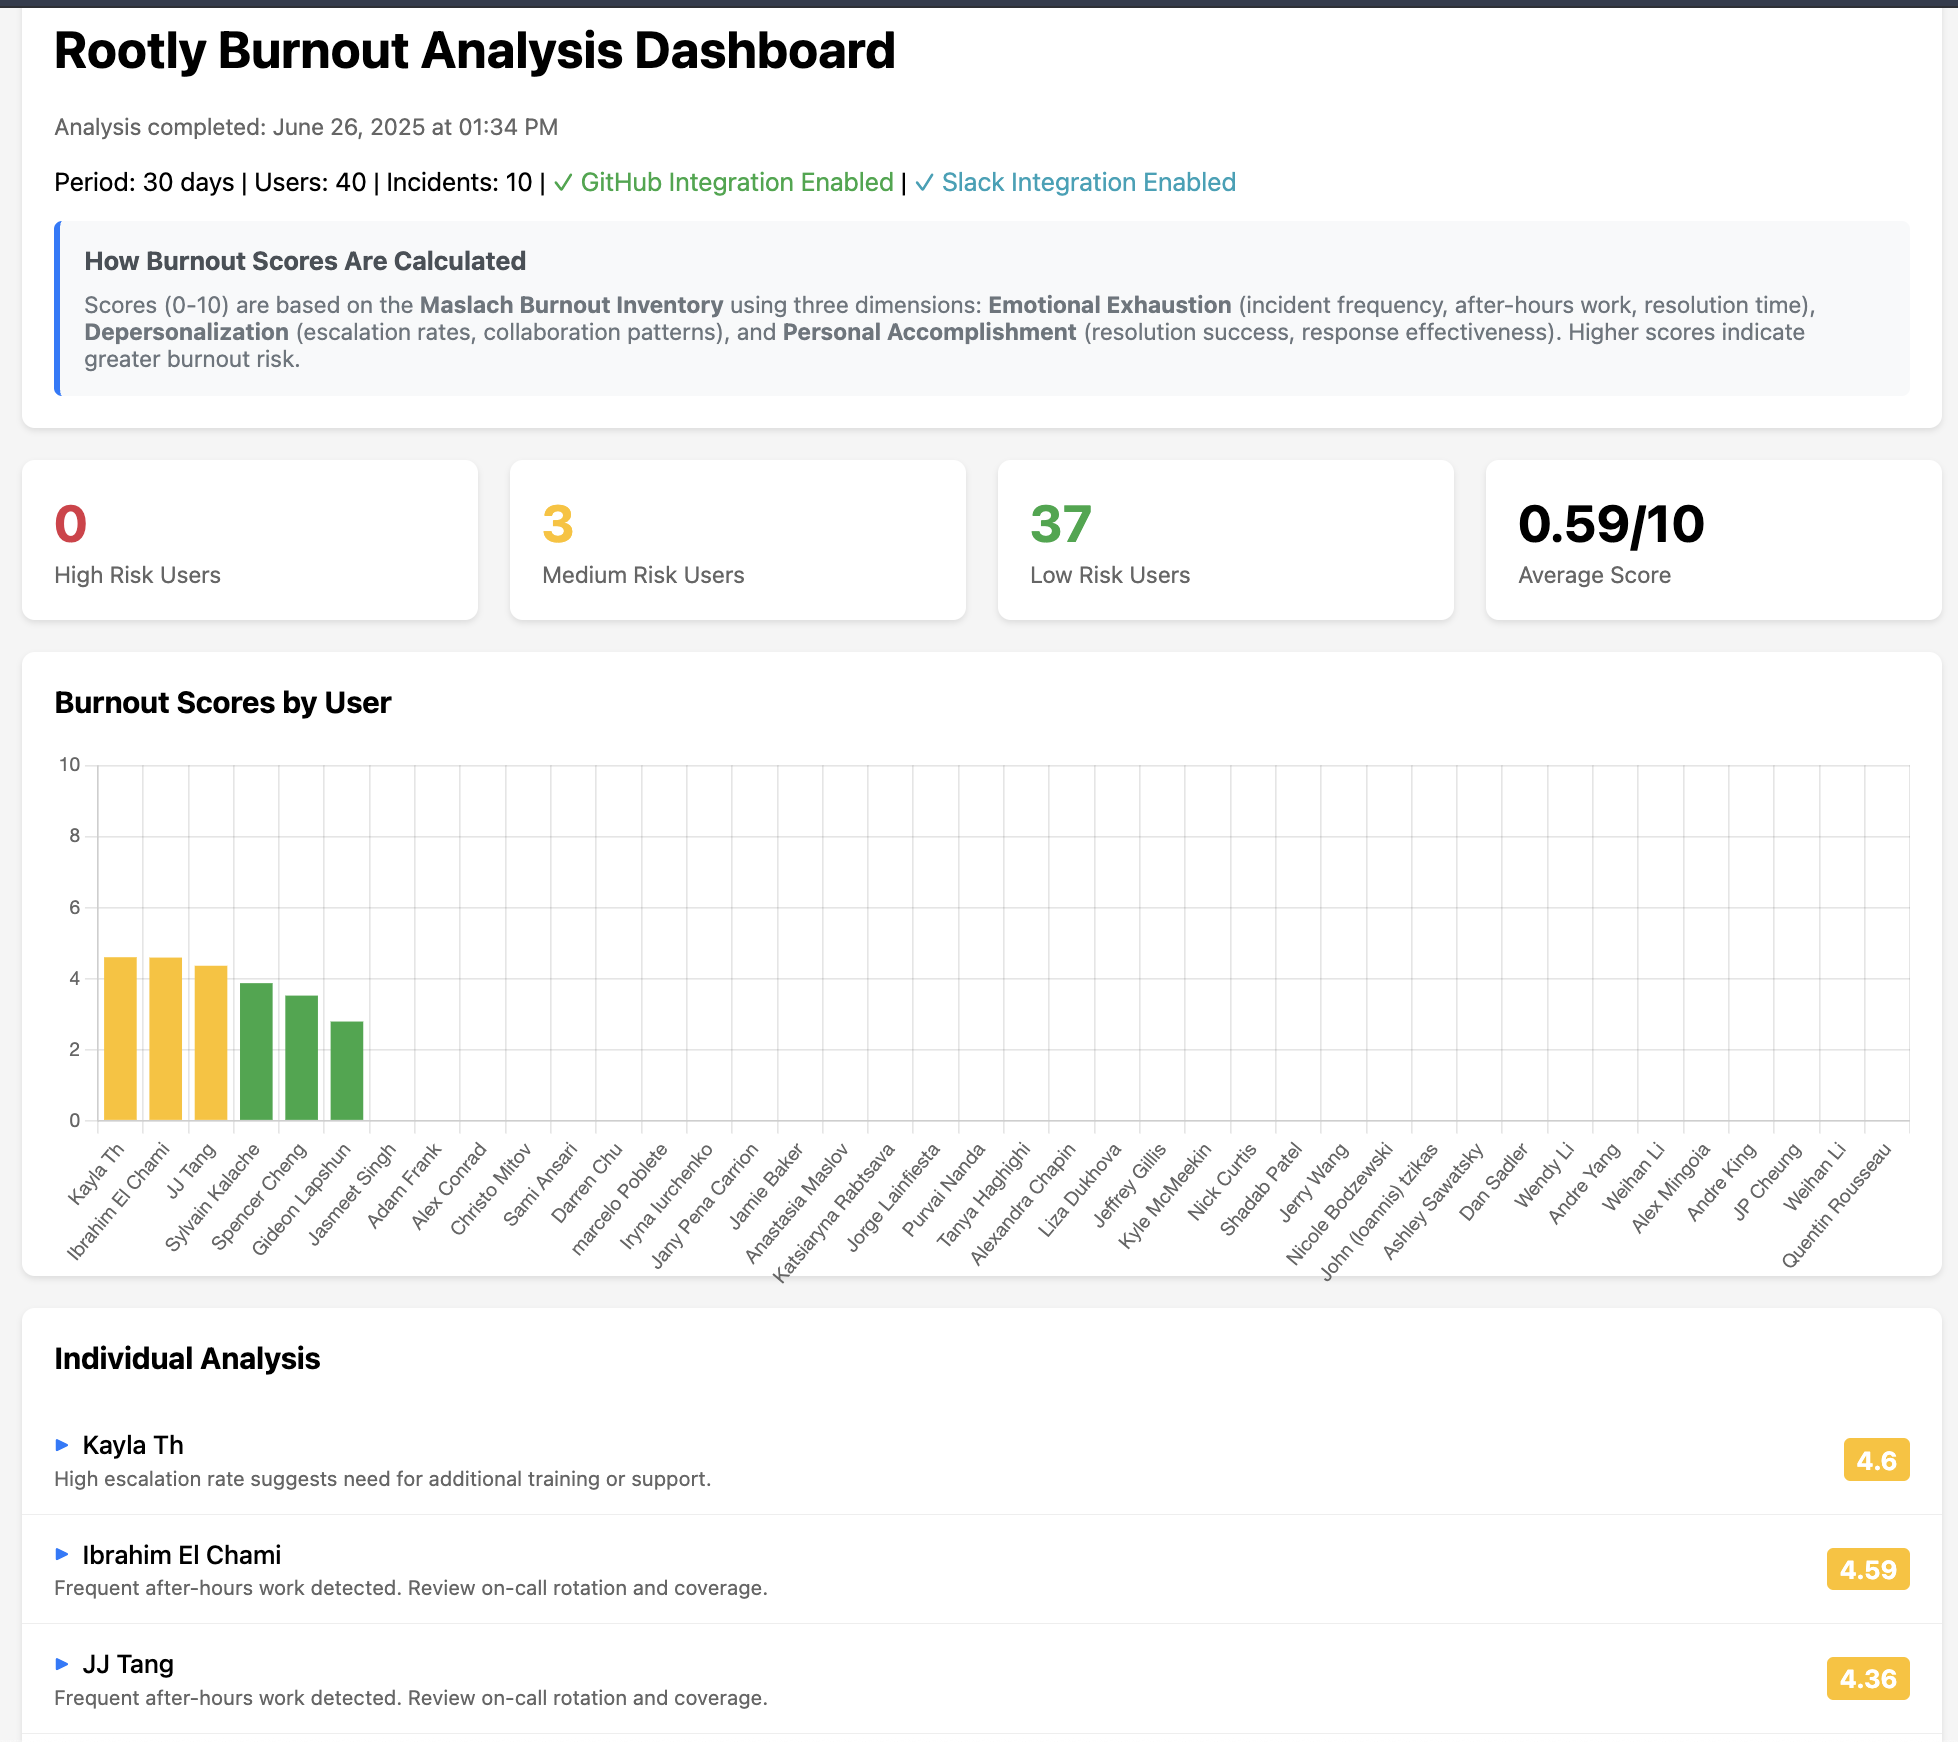 Rootly Burnout Analysis Dashboard
Analysis completed: June 26, 2025 at 01:34 PM
Period: 30 days | Users: 40 | Incidents: 10 | ✓ GitHub Integration Enabled | ✓ Slack Integration Enabled
How Burnout Scores Are Calculated
Scores (0-10) are based on the Maslach Burnout Inventory using three dimensions: Emotional Exhaustion (incident frequency, after-hours work, resolution time),
Depersonalization (escalation rates, collaboration patterns), and Personal Accomplishment (resolution success, response effectiveness). Higher scores indicate
greater burnout risk.
0
High Risk Users
3
Medium Risk Users
37
Low Risk Users
0.59/10
Average Score
Burnout Scores by User
10
8
6
4
2
0
Kayla Th
Ibrahim El Chami
JJ Tang
Sylvain Kalache
Spencer Cheng
Gideon Lapshun
Jasmeet Singh
Adam Frank
Alex Conrad
Christo Mitov
Sami Ansari
Darren Chu
marcelo Poblete
Iryna Iurchenko
Jany Pena Carrion
Jamie Baker
Anastasia Maslov
Katsiaryna Rabtsava
Jorge Lainfiesta
Purvai Nanda
Tanya Haghighi
Alexandra Chapin
Liza Dukhova
Jeffrey Gillis
Kyle McMeekin
Nick Curtis
Shadab Patel
Jerry Wang
Nicole Bodzewski
John (Ioannis) tzikas
Ashley Sawatsky
Dan Sadler
Wendy Li
Andre Yang
Weihan Li
Alex Mingoia
Andre King
JP Cheung
Weihan Li
Quentin Rousseau
Individual Analysis
Kayla Th
High escalation rate suggests need for additional training or support.
4.6
Ibrahim El Chami
Frequent after-hours work detected. Review on-call rotation and coverage.
4.59
JJ Tang
Frequent after-hours work detected. Review on-call rotation and coverage.
4.36